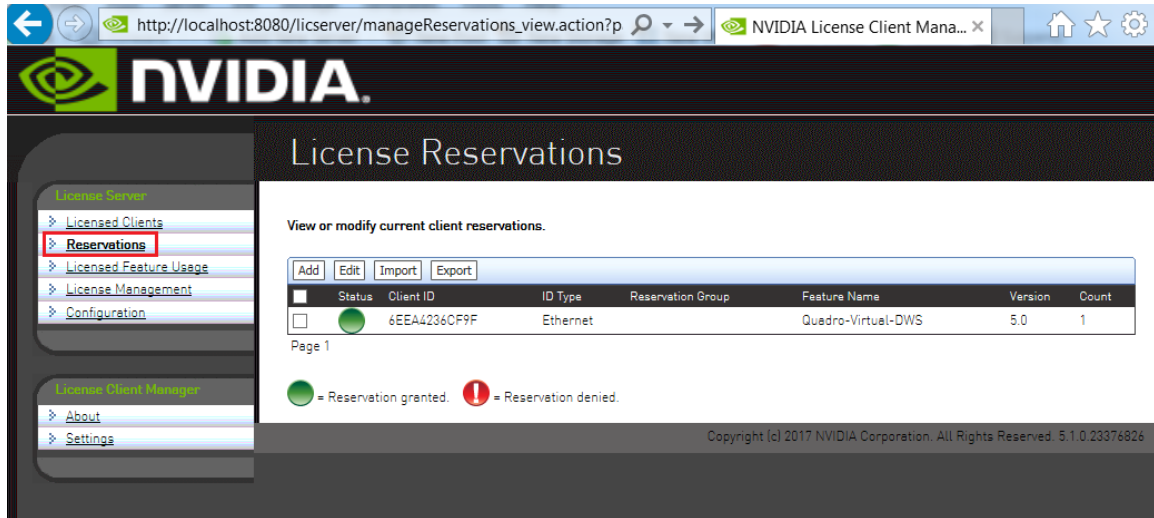 http://localhost:8080/licserver/manageReservations_view.action?p
NVIDIA License Client Mana...
NVIDIA.
License Reservations
License Server
Licensed Clients
Reservations
Licensed Feature Usage
License Management
Configuration
License Client Manager
About
Settings
View or modify current client reservations.
Add Edit Import Export
Status Client ID ID Type Reservation Group Feature Name Version Count
6EEA4236CF9F Ethernet Quadro-Virtual-DWS 5.0 1
Page 1
= Reservation granted. = Reservation denied.
Copyright (c) 2017 NVIDIA Corporation. All Rights Reserved. 5.1.0.23376826